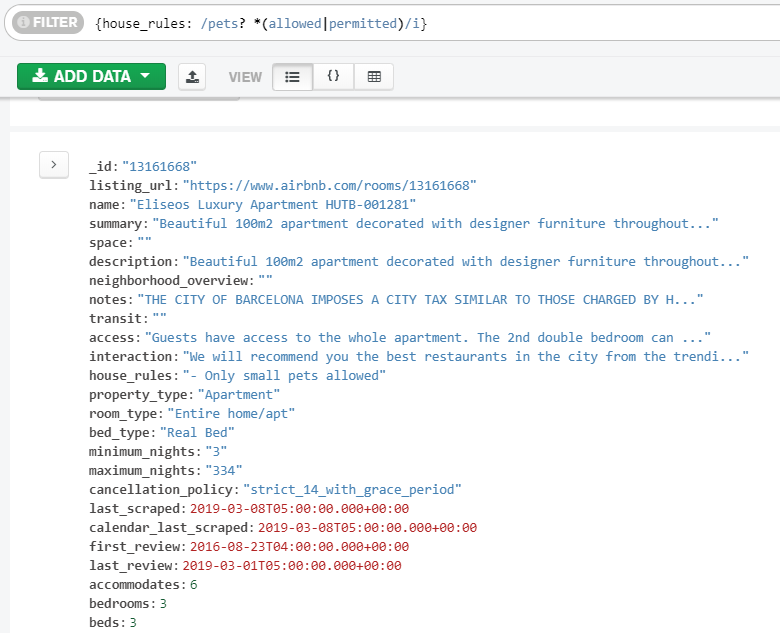 FILTER {house_rules: /pets? *(allowed|permitted)/i}
ADD DATA VIEW {}
_id: "13161668"
listing_url: "https://www.airbnb.com/rooms/13161668"
name: "Eliseos Luxury Apartment HUTB-001281"
summary: "Beautiful 100m2 apartment decorated with designer furniture throughout..."
space: ""
description: "Beautiful 100m2 apartment decorated with designer furniture throughout..."
neighborhood_overview: ""
notes: "THE CITY OF BARCELONA IMPOSES A CITY TAX SIMILAR TO THOSE CHARGED BY H..."
transit: ""
access: "Guests have access to the whole apartment. The 2nd double bedroom can ..."
interaction: "We will recommend you the best restaurants in the city from the trendi..."
house_rules: "- Only small pets allowed"
property_type: "Apartment"
room_type: "Entire home/apt"
bed_type: "Real Bed"
minimum_nights: "3"
maximum_nights: "334"
cancellation_policy: "strict_14_with_grace_period"
last_scraped: 2019-03-08T05:00:00.000+00:00
calendar_last_scraped: 2019-03-08T05:00:00.000+00:00
first_review: 2016-08-23T04:00:00.000+00:00
last_review: 2019-03-01T05:00:00.000+00:00
accommodates: 6
bedrooms: 3
beds: 3